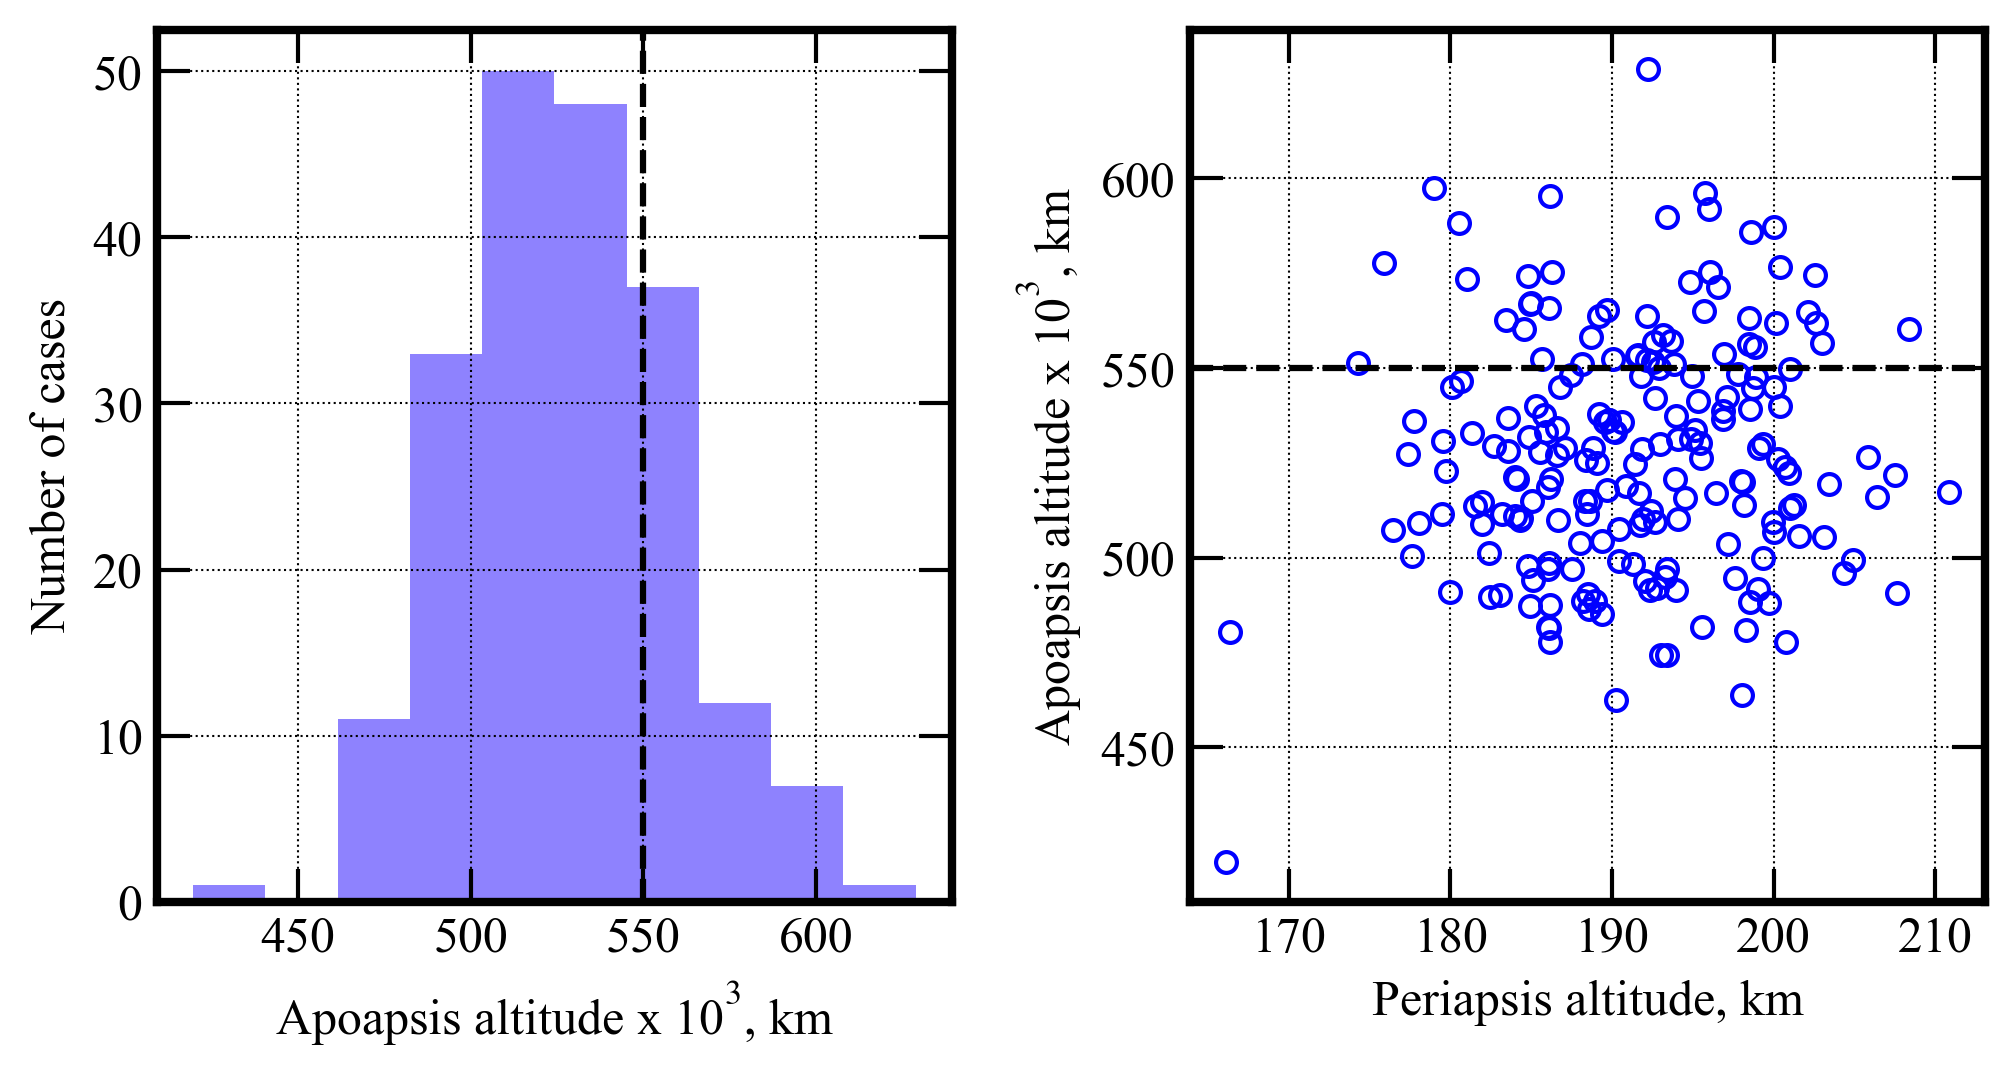 50
40
30
20
10
0
Number of cases
450 500 550 600
Apoapsis altitude x 10³, km
600
550
500
450
Apoapsis altitude x 10³, km
170 180 190 200 210
Periapsis altitude, km